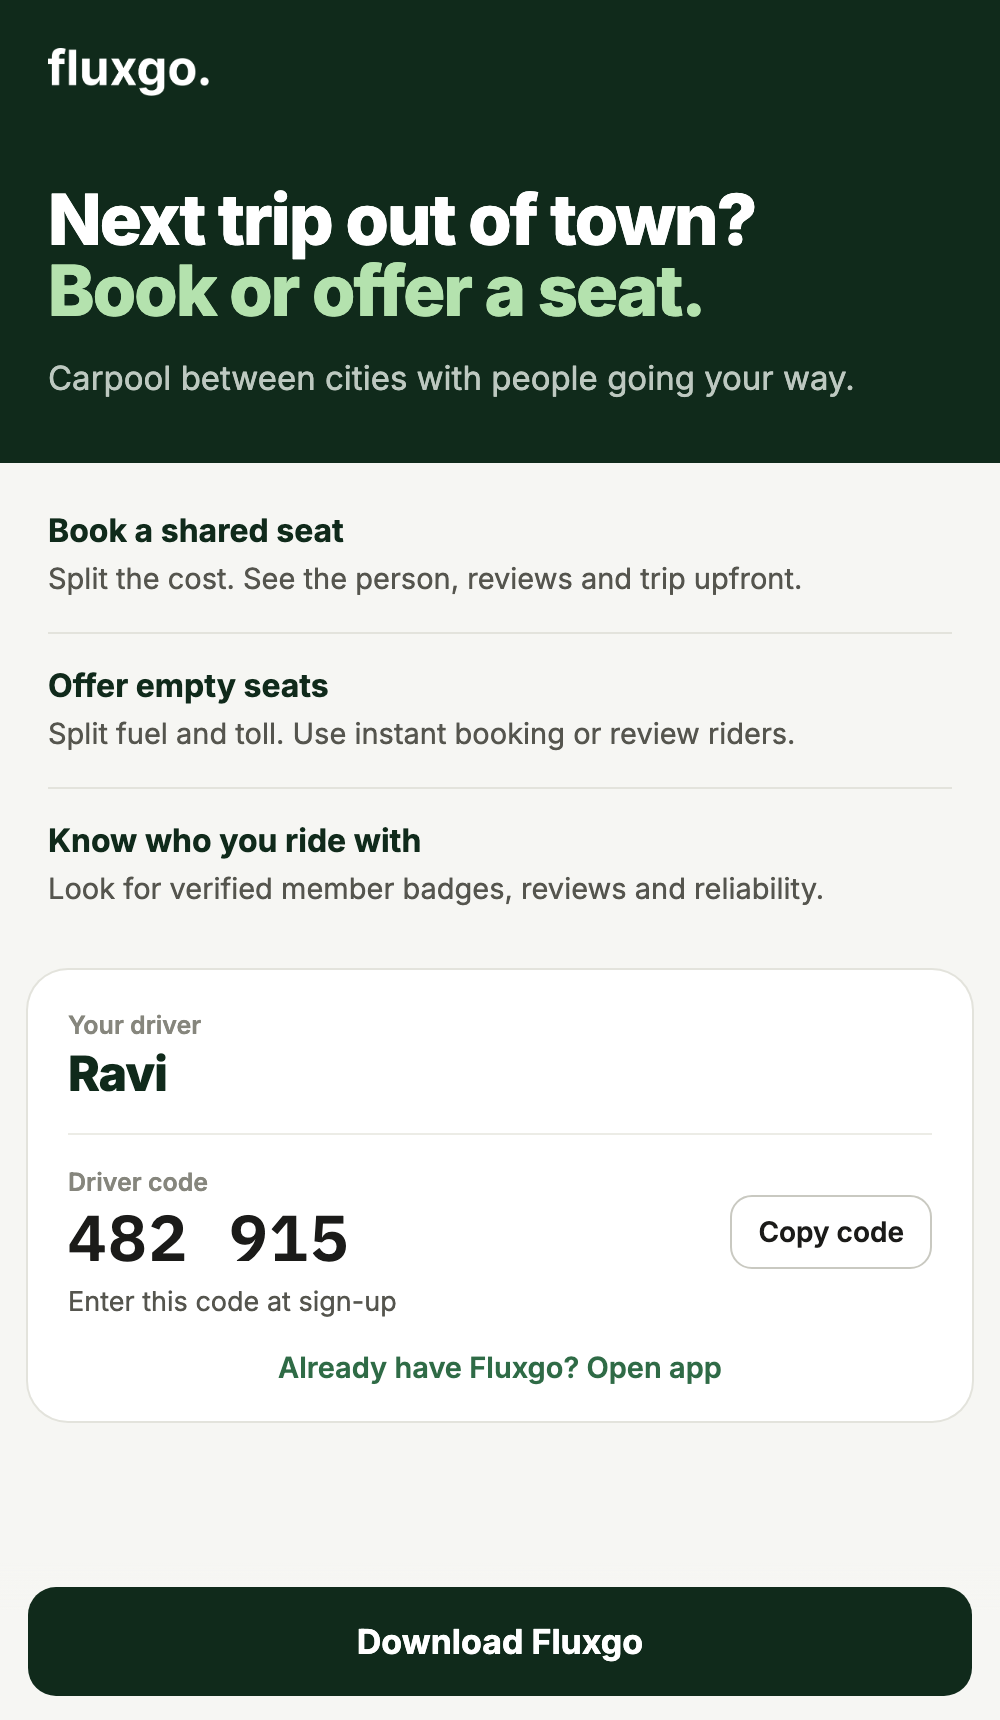 fluxgo.
Next trip out of town?
Book or offer a seat.
Carpool between cities with people going your way.
Book a shared seat
Split the cost. See the person, reviews and trip upfront.
Offer empty seats
Split fuel and toll. Use instant booking or review riders.
Know who you ride with
Look for verified member badges, reviews and reliability.
Your driver
Ravi
Driver code
482 915
Copy code
Enter this code at sign-up
Already have Fluxgo? Open app
Download Fluxgo